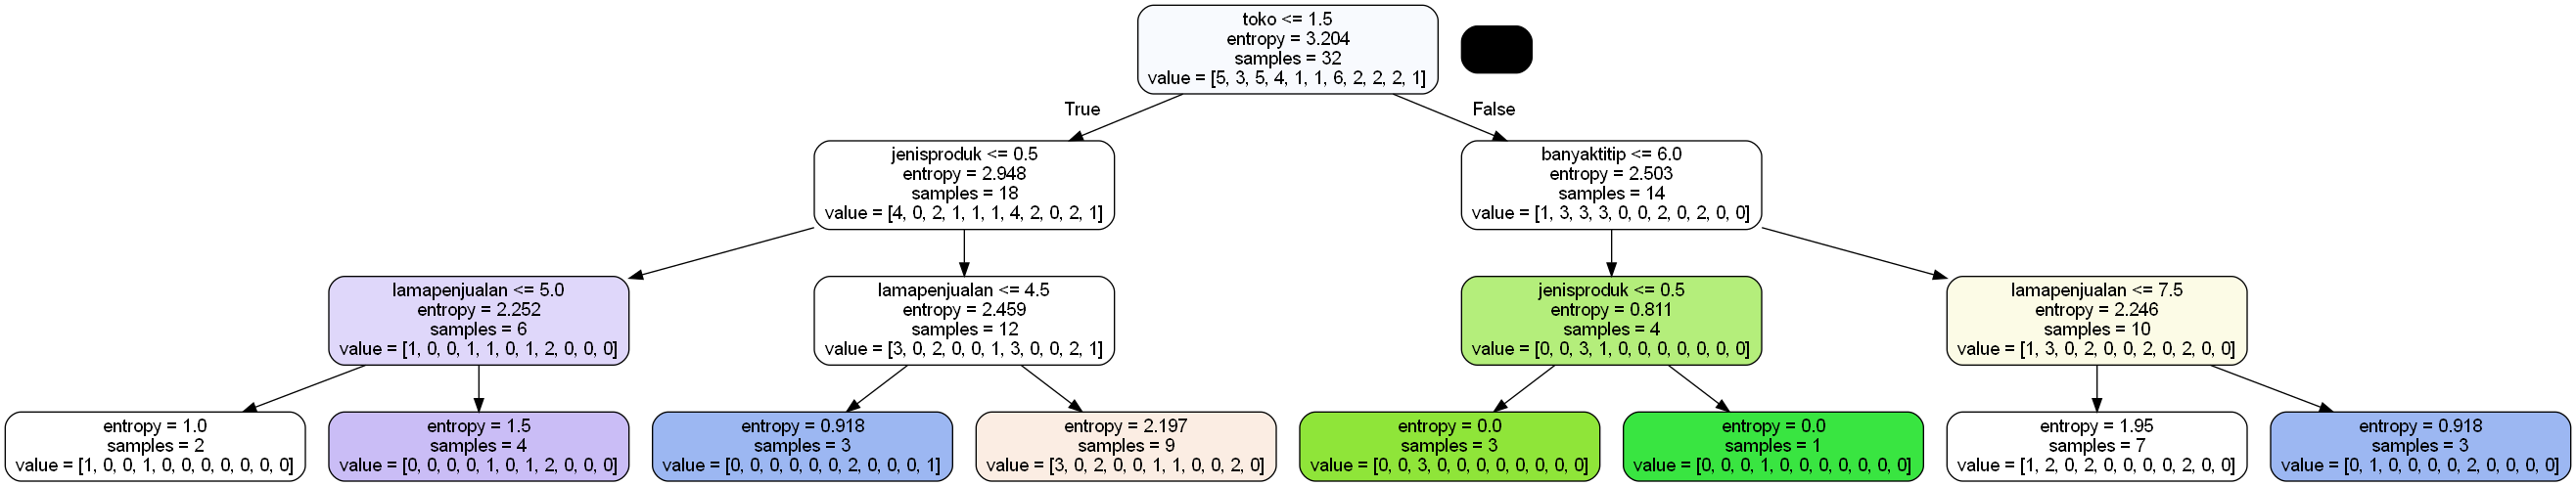 toko <= 1.5
entropy = 3.204
samples = 32
value = [5, 3, 5, 4, 1, 1, 6, 2, 2, 2, 1]
True
False
jenisproduk <= 0.5
entropy = 2.948
samples = 18
value = [4, 0, 2, 1, 1, 1, 4, 2, 0, 2, 1]
banyaktitip <= 6.0
entropy = 2.503
samples = 14
value = [1, 3, 3, 3, 0, 0, 2, 0, 2, 0, 0]
lamapenjualan <= 5.0
entropy = 2.252
samples = 6
value = [1, 0, 0, 1, 1, 0, 1, 2, 0, 0, 0]
lamapenjualan <= 4.5
entropy = 2.459
samples = 12
value = [3, 0, 2, 0, 0, 1, 3, 0, 0, 2, 1]
jenisproduk <= 0.5
entropy = 0.811
samples = 4
value = [0, 0, 3, 1, 0, 0, 0, 0, 0, 0, 0]
lamapenjualan <= 7.5
entropy = 2.246
samples = 10
value = [1, 3, 0, 2, 0, 0, 2, 0, 2, 0, 0]
entropy = 1.0
samples = 2
value = [1, 0, 0, 1, 0, 0, 0, 0, 0, 0, 0]
entropy = 1.5
samples = 4
value = [0, 0, 0, 0, 1, 0, 1, 2, 0, 0, 0]
entropy = 0.918
samples = 3
value = [0, 0, 0, 0, 0, 0, 2, 0, 0, 0, 1]
entropy = 2.197
samples = 9
value = [3, 0, 2, 0, 0, 1, 1, 0, 0, 2, 0]
entropy = 0.0
samples = 3
value = [0, 0, 3, 0, 0, 0, 0, 0, 0, 0, 0]
entropy = 0.0
samples = 1
value = [0, 0, 0, 1, 0, 0, 0, 0, 0, 0, 0]
entropy = 1.95
samples = 7
value = [1, 2, 0, 2, 0, 0, 0, 0, 2, 0, 0]
entropy = 0.918
samples = 3
value = [0, 1, 0, 0, 0, 0, 2, 0, 0, 0, 0]